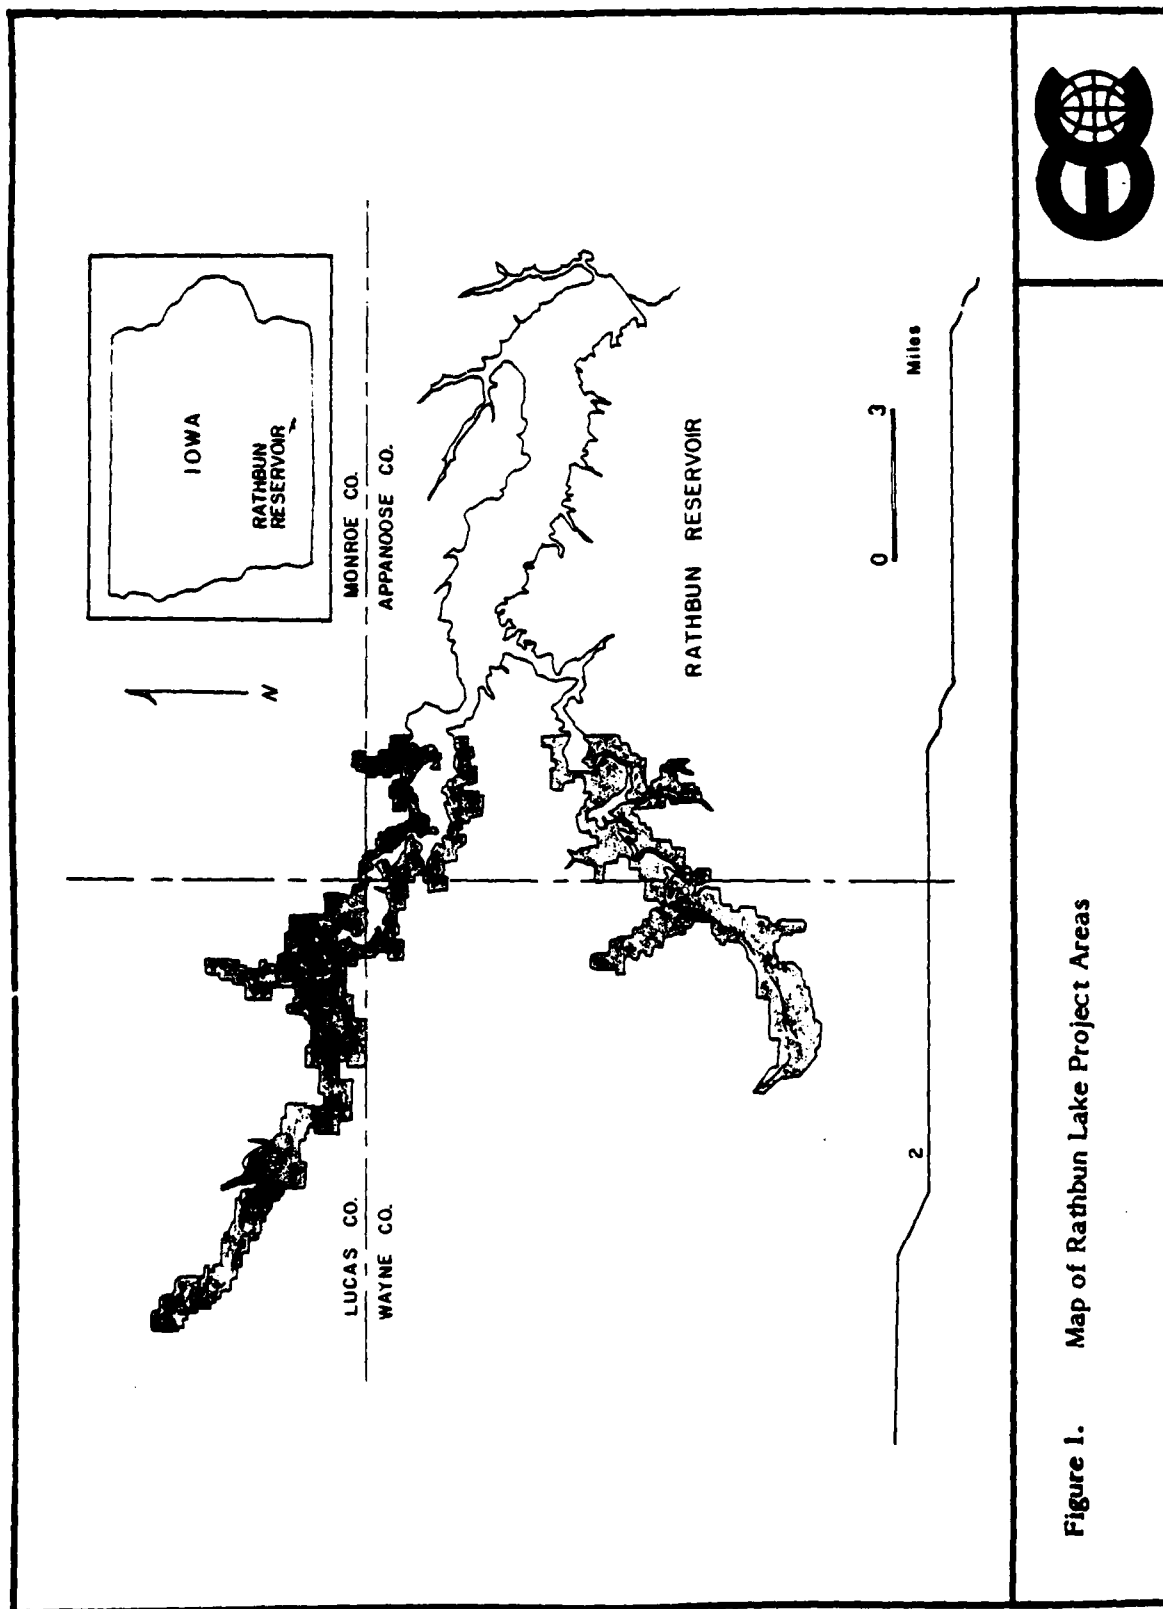 IOWA
RATHBUN
RESERVOIR
N
MONROE CO.
APPANOOSE CO.
LUCAS CO.
WAYNE CO.
RATHBUN RESERVOIR
0 3
Miles
2
Figure 1. Map of Rathbun Lake Project Areas